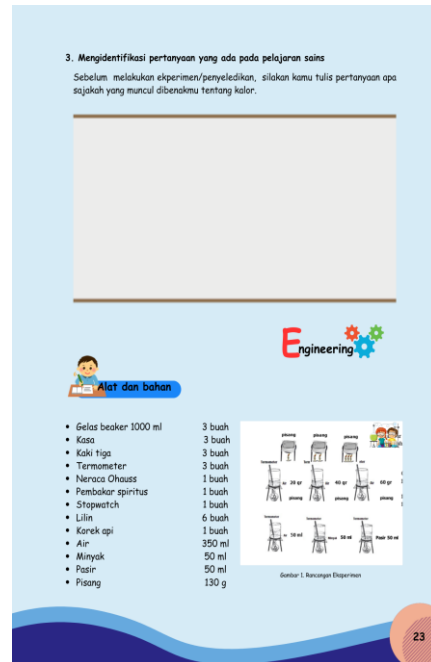 3. Mengidentifikasi pertanyaan yang ada pada pelajaran sains
Sebelum melakukan ekperimen/penyeledikan, silakan kamu tulis pertanyaan apa
sajakah yang muncul dibenakmu tentang kalor.
Engineering
Alat dan bahan
• Gelas beaker 1000 ml 3 buah
• Kasa 3 buah
• Kaki tiga 3 buah
• Termometer 3 buah
• Neraca Ohauss 1 buah
• Pembakar spiritus 1 buah
• Stopwatch 1 buah
• Lilin 6 buah
• Korek api 1 buah
• Air 350 ml
• Minyak 50 ml
• Pasir 50 ml
• Pisang 130 g
pisang pisang pisang
30 gr 40 gr 60 gr
pisang pisang pisang
50 ml 50 ml Pasir 50 ml
Gambar 1. Rancangan Eksperimen
23